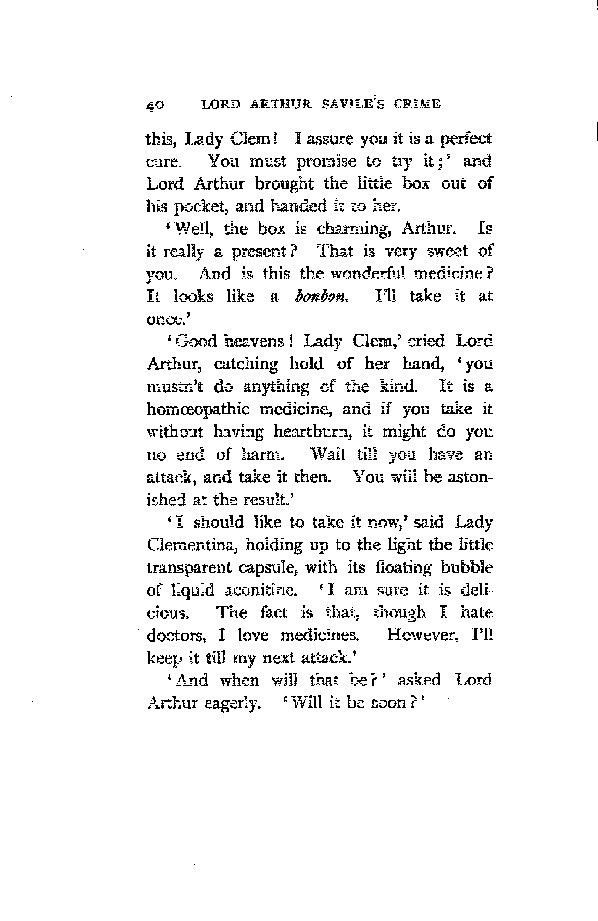 40 LORD ARTHUR SAVILE'S CRIME
this, Lady Clem! I assure you it is a perfect
cure. You must promise to try it;' and
Lord Arthur brought the little box out of
his pocket, and handed it to her.
'Well, the box is charming, Arthur. Is
it really a present? That is very sweet of
you. And is this the wonderful medicine?
It looks like a bonbon. I'll take it at
once.'
'Good heavens! Lady Clem,' cried Lord
Arthur, catching hold of her hand, 'you
mustn't do anything of the kind. It is a
homœopathic medicine, and if you take it
without having heartburn, it might do you
no end of harm. Wait till you have an
attack, and take it then. You will be aston-
ished at the result.'
'I should like to take it now,' said Lady
Clementina, holding up to the light the little
transparent capsule, with its floating bubble
of liquid aconitine. 'I am sure it is deli-
cious. The fact is that, though I hate
doctors, I love medicines. However, I'll
keep it till my next attack.'
'And when will that be?' asked Lord
Arthur eagerly. 'Will it be soon?'